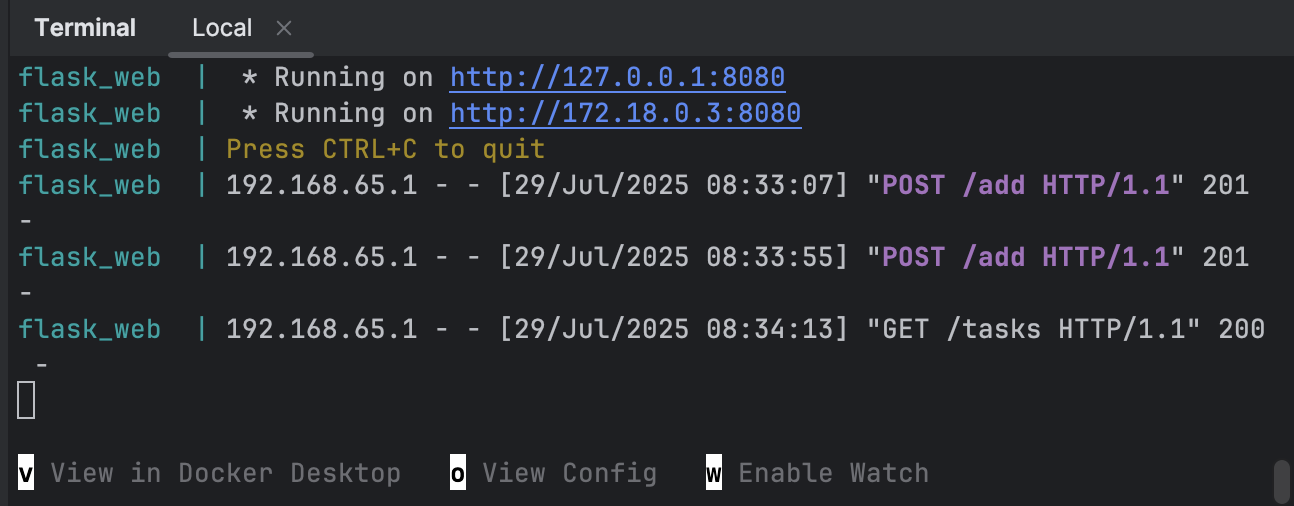 Terminal Local ×
flask_web  |  * Running on http://127.0.0.1:8080
flask_web  |  * Running on http://172.18.0.3:8080
flask_web  | Press CTRL+C to quit
flask_web  | 192.168.65.1 - - [29/Jul/2025 08:33:07] "POST /add HTTP/1.1" 201
-
flask_web  | 192.168.65.1 - - [29/Jul/2025 08:33:55] "POST /add HTTP/1.1" 201
-
flask_web  | 192.168.65.1 - - [29/Jul/2025 08:34:13] "GET /tasks HTTP/1.1" 200
 -
v View in Docker Desktop   o View Config   w Enable Watch